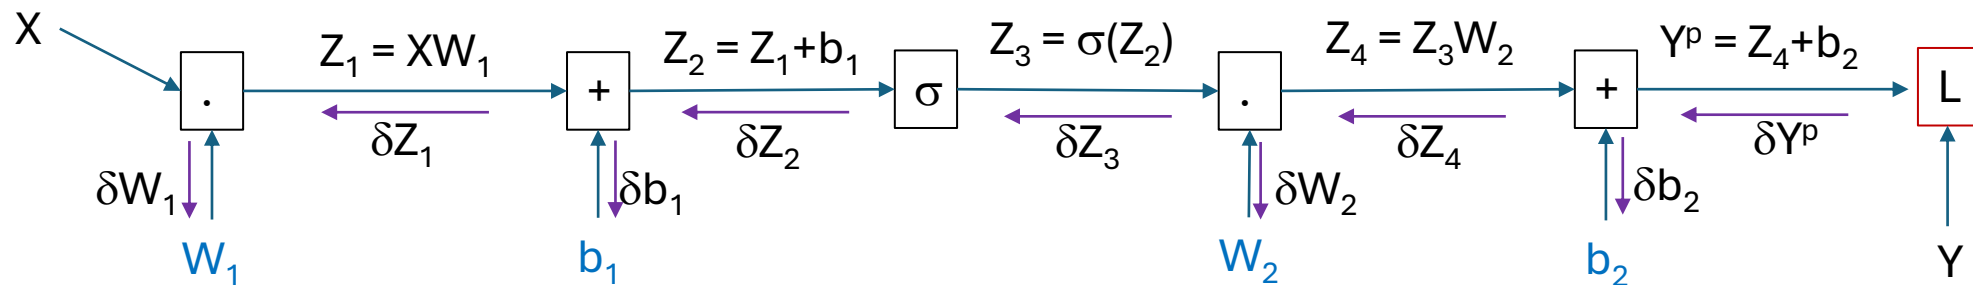 X
Z₁ = XW₁
Z₂ = Z₁+b₁
Z₃ = σ(Z₂)
Z₄ = Z₃W₂
Yᵖ = Z₄+b₂
.
+
σ
.
+
L
δZ₁
δZ₂
δZ₃
δZ₄
δYᵖ
δW₁
δb₁
δW₂
δb₂
W₁
b₁
W₂
b₂
Y